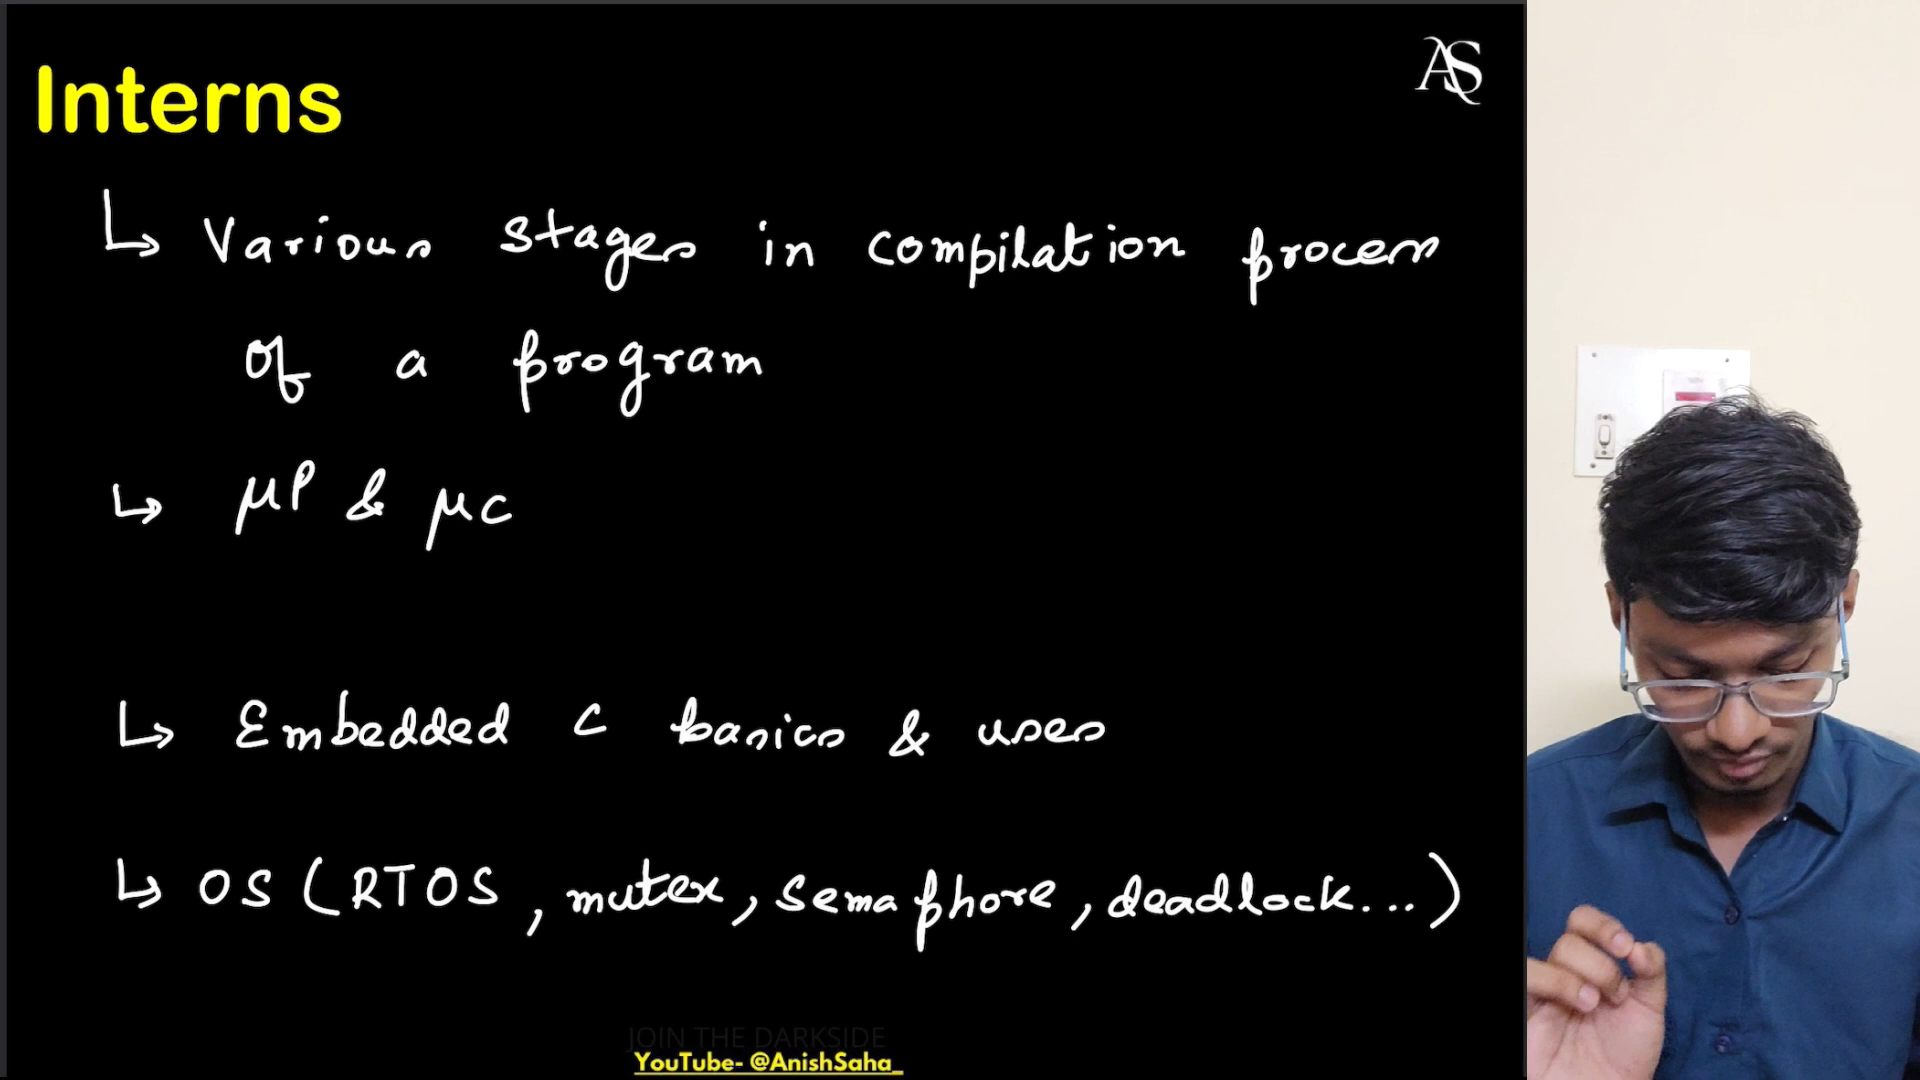 Interns
AS
↳ Various stages in compilation process
of a program
↳ μP & μC
↳ Embedded C basics & uses
↳ OS (RTOS, mutex, semaphore, deadlock...)
JOIN THE DARKSIDE
YouTube- @AnishSaha_